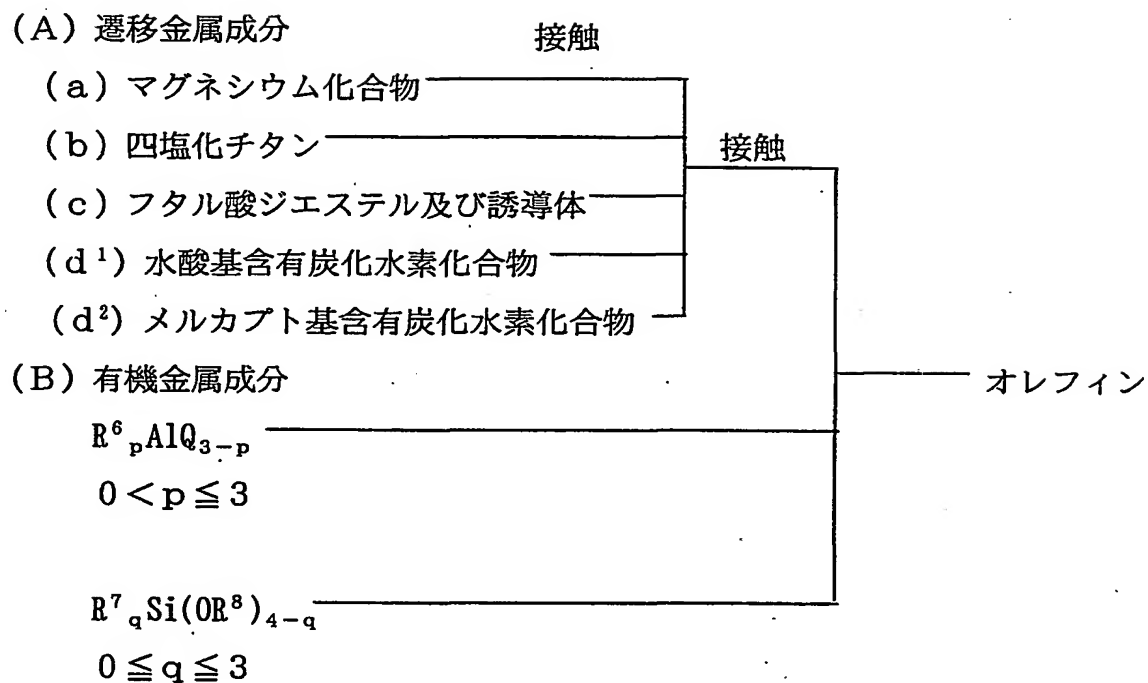 (A)遷移金属成分
接触
(a)マグネシウム化合物
(b)四塩化チタン
接触
(c)フタル酸ジエステル及び誘導体
(d¹)水酸基含有炭化水素化合物
(d²)メルカプト基含有炭化水素化合物
(B)有機金属成分
オレフィン
R⁶ₚAlQ₃₋ₚ
0<p≦3
R⁷qSi(OR⁸)₄₋q
0≦q≦3